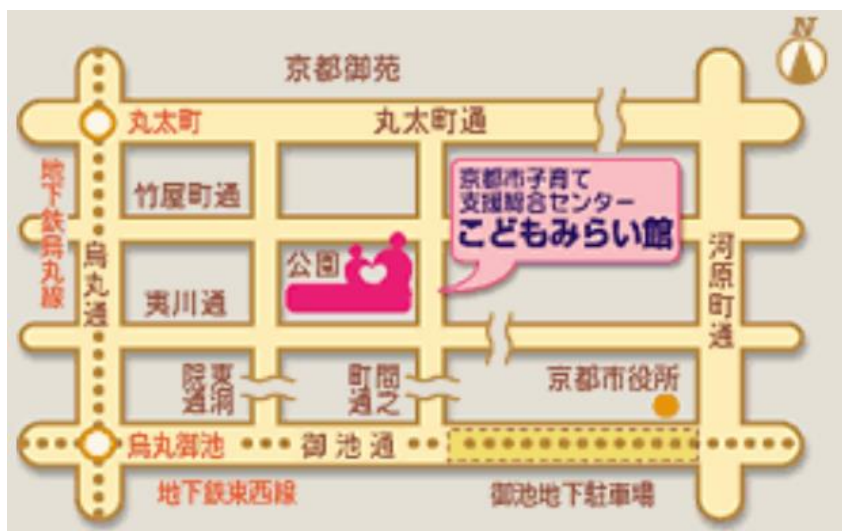 N
京都御苑
丸太町
丸太町通
地下鉄烏丸線
烏丸通
竹屋町通
京都市子育て
支援総合センター
こどもみらい館
公園
河原町通
夷川通
東洞
院通
間之
町通
京都市役所
烏丸御池
御池通
地下鉄東西線
御池地下駐車場